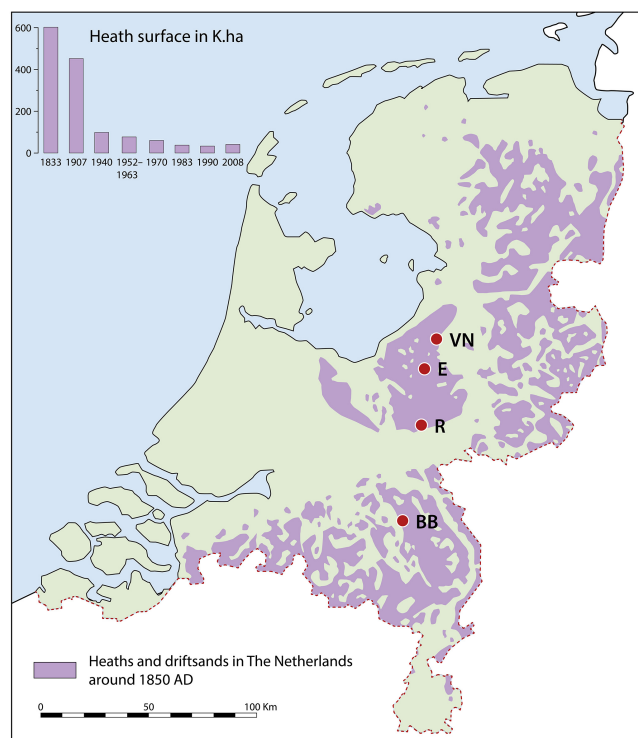 Heath surface in K.ha
600
400
200
0
1833 1907 1940 1952– 1970 1983 1990 2008
1963
VN
E
R
BB
Heaths and driftsands in The Netherlands
around 1850 AD
0 50 100 Km